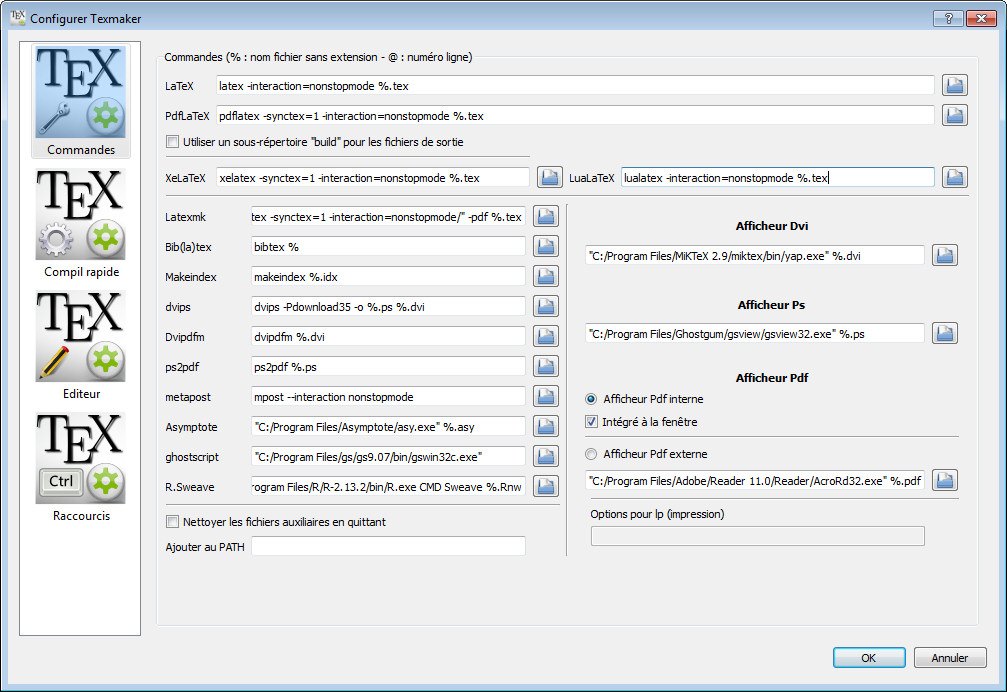 Configurer Texmaker
TEX
Commandes
TEX
Compil rapide
TEX
Editeur
TEX
Ctrl
Raccourcis
Commandes (% : nom fichier sans extension - @ : numéro ligne)
LaTeX latex -interaction=nonstopmode %.tex
PdfLaTeX pdflatex -synctex=1 -interaction=nonstopmode %.tex
Utiliser un sous-répertoire "build" pour les fichiers de sortie
XeLaTeX xelatex -synctex=1 -interaction=nonstopmode %.tex LuaLaTeX lualatex -interaction=nonstopmode %.tex
Latexmk tex -synctex=1 -interaction=nonstopmode/" -pdf %.tex
Bib(la)tex bibtex %
Makeindex makeindex %.idx
dvips dvips -Pdownload35 -o %.ps %.dvi
Dvipdfm dvipdfm %.dvi
ps2pdf ps2pdf %.ps
metapost mpost --interaction nonstopmode
Asymptote "C:/Program Files/Asymptote/asy.exe" %.asy
ghostscript "C:/Program Files/gs/gs9.07/bin/gswin32c.exe"
R.Sweave rogram Files/R/R-2.13.2/bin/R.exe CMD Sweave %.Rnw
Nettoyer les fichiers auxiliaires en quittant
Ajouter au PATH
Afficheur Dvi
"C:/Program Files/MiKTeX 2.9/miktex/bin/yap.exe" %.dvi
Afficheur Ps
"C:/Program Files/Ghostgum/gsview/gsview32.exe" %.ps
Afficheur Pdf
Afficheur Pdf interne
Intégré à la fenêtre
Afficheur Pdf externe
"C:/Program Files/Adobe/Reader 11.0/Reader/AcroRd32.exe" %.pdf
Options pour lp (impression)
OK
Annuler